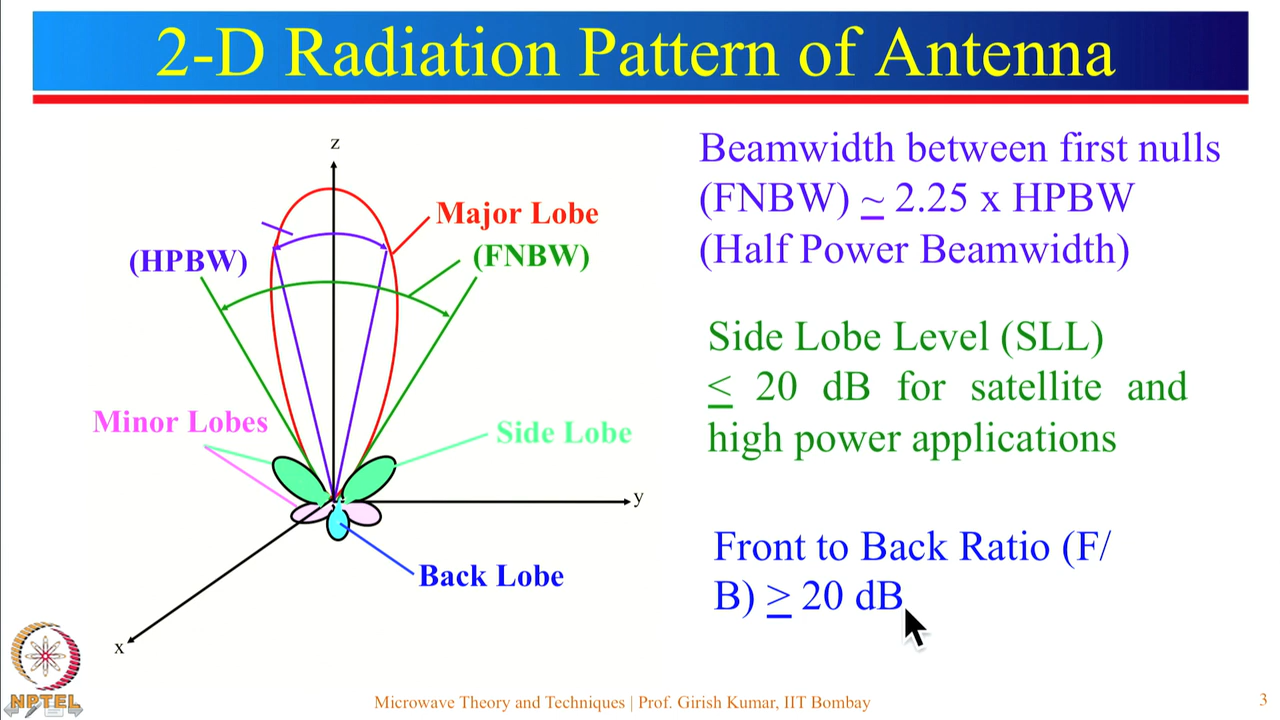 2-D Radiation Pattern of Antenna
z
Major Lobe
(HPBW)
(FNBW)
Minor Lobes
Side Lobe
y
Back Lobe
x
Beamwidth between first nulls
(FNBW) ~ 2.25 x HPBW
(Half Power Beamwidth)
Side Lobe Level (SLL)
≤ 20 dB for satellite and
high power applications
Front to Back Ratio (F/
B) ≥ 20 dB
NPTEL
Microwave Theory and Techniques | Prof. Girish Kumar, IIT Bombay
3